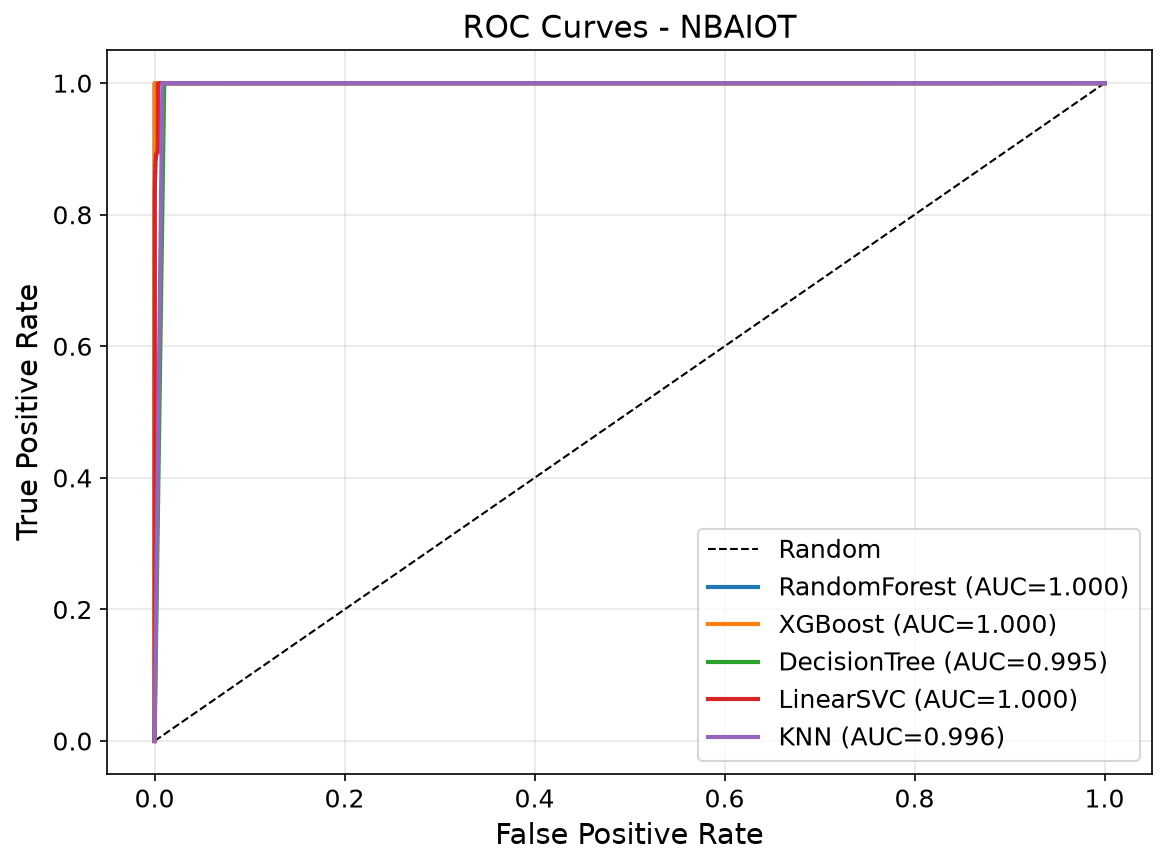 ROC Curves - NBAIOT
True Positive Rate
1.0
0.8
0.6
0.4
0.2
0.0
Random
RandomForest (AUC=1.000)
XGBoost (AUC=1.000)
DecisionTree (AUC=0.995)
LinearSVC (AUC=1.000)
KNN (AUC=0.996)
0.0 0.2 0.4 0.6 0.8 1.0
False Positive Rate